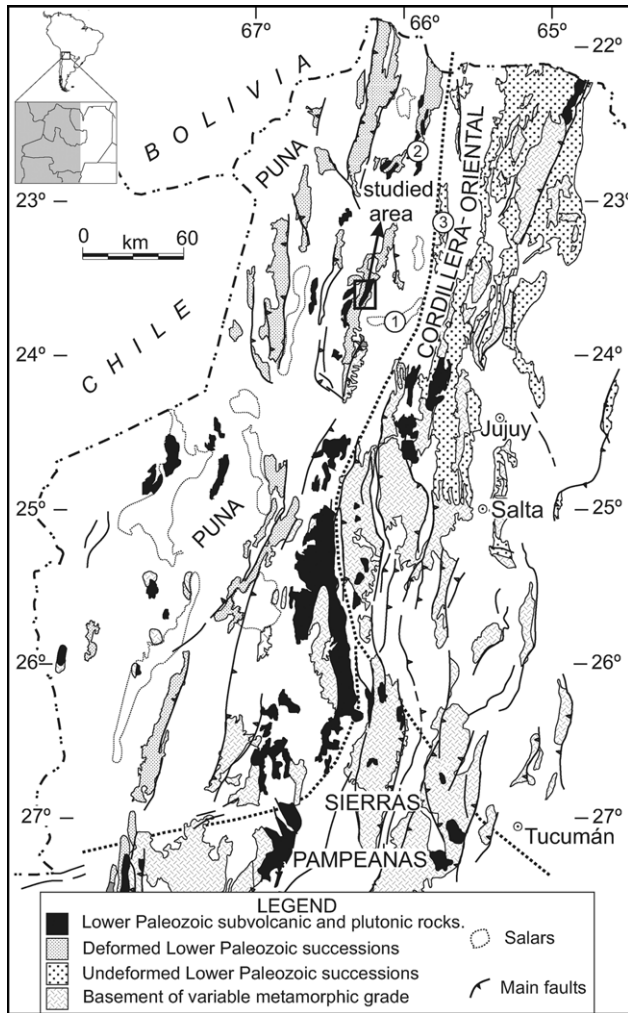 67º
66º
65º
22º
BOLIVIA
PUNA
2
23º
studied
area
23º
0 km 60
3
CORDILLERA-ORIENTAL
1
CHILE
24º
24º
Jujuy
PUNA
25º
Salta
25º
26º
26º
SIERRAS
27º
27º
Tucumán
PAMPEANAS
LEGEND
Lower Paleozoic subvolcanic and plutonic rocks.
Deformed Lower Paleozoic successions
Undeformed Lower Paleozoic successions
Basement of variable metamorphic grade
Salars
Main faults